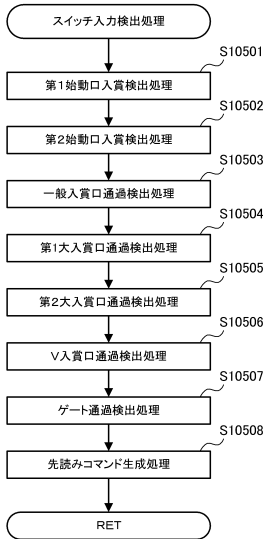 スイッチ入力検出処理
S10501
第1始動口入賞検出処理
S10502
第2始動口入賞検出処理
S10503
一般入賞口通過検出処理
S10504
第1大入賞口通過検出処理
S10505
第2大入賞口通過検出処理
S10506
V入賞口通過検出処理
S10507
ゲート通過検出処理
S10508
先読みコマンド生成処理
RET